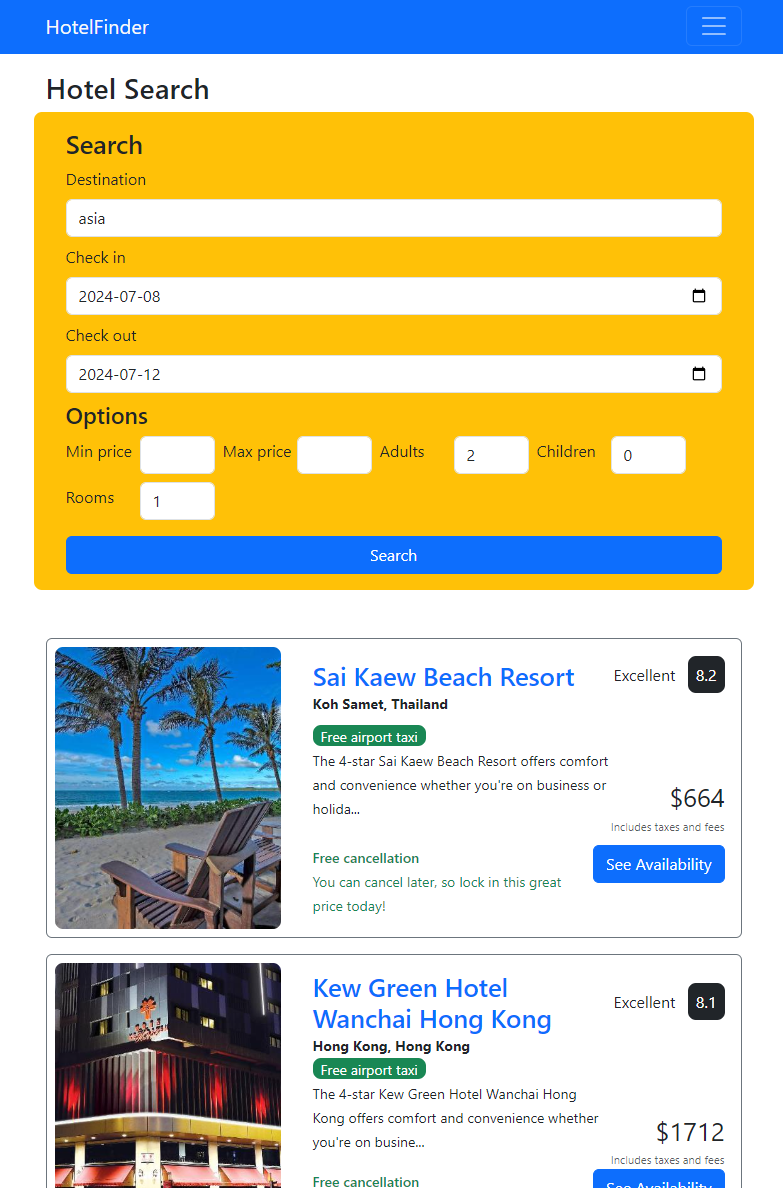 HotelFinder
Hotel Search
Search
Destination
asia
Check in
2024-07-08
Check out
2024-07-12
Options
Min price Max price Adults 2 Children 0
Rooms 1
Search
Sai Kaew Beach Resort
Excellent 8.2
Koh Samet, Thailand
Free airport taxi
The 4-star Sai Kaew Beach Resort offers comfort
and convenience whether you're on business or
holida...
$664
Includes taxes and fees
Free cancellation
See Availability
You can cancel later, so lock in this great
price today!
Kew Green Hotel
Wanchai Hong Kong
Excellent 8.1
Hong Kong, Hong Kong
Free airport taxi
The 4-star Kew Green Hotel Wanchai Hong
Kong offers comfort and convenience whether
you're on busine...
$1712
Includes taxes and fees
Free cancellation
See Availability